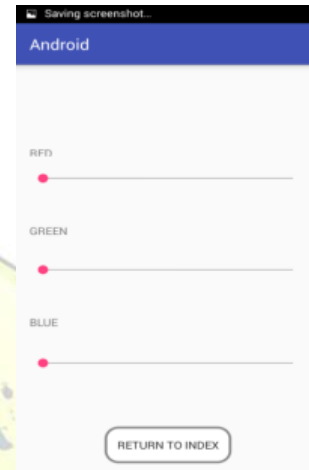 Saving screenshot...
Android
RED
GREEN
BLUE
RETURN TO INDEX